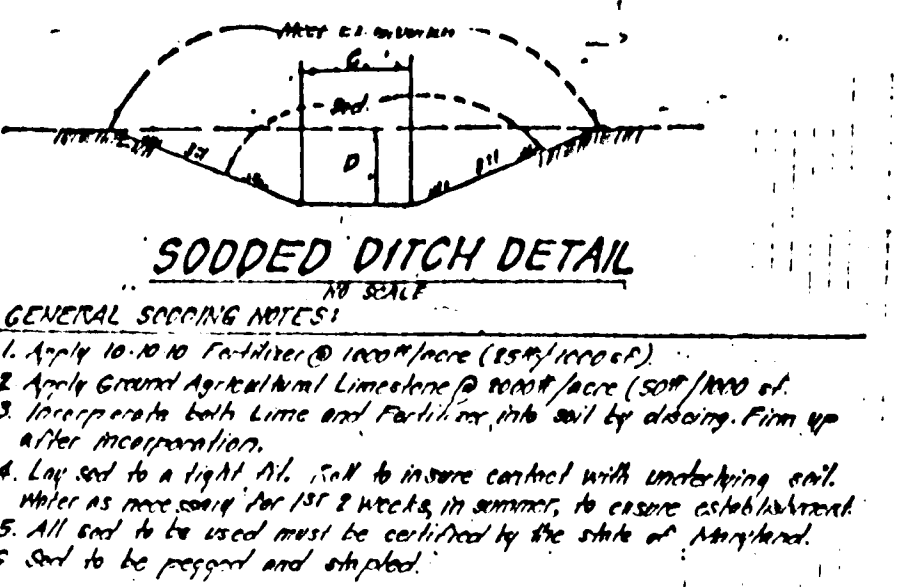 Sod
D
SODDED DITCH DETAIL
NO SCALE
GENERAL SODDING NOTES:
1. Apply 10-10-10 Fertilizer @ 1000#/acre (25#/1000 sf)
2 Apply Ground Agricultural Limestone @ 2000#/acre (50#/1000 sf.
3. Incorporate both Lime and Fertilizer into soil by discing. Firm up
after incorporation.
4. Lay sod to a tight fit. Roll to insure contact with underlying soil.
Water as necessary for 1st 2 weeks, in summer, to ensure establishment.
5. All sod to be used must be certified by the state of Maryland.
6 Sod to be pegged and stapled.